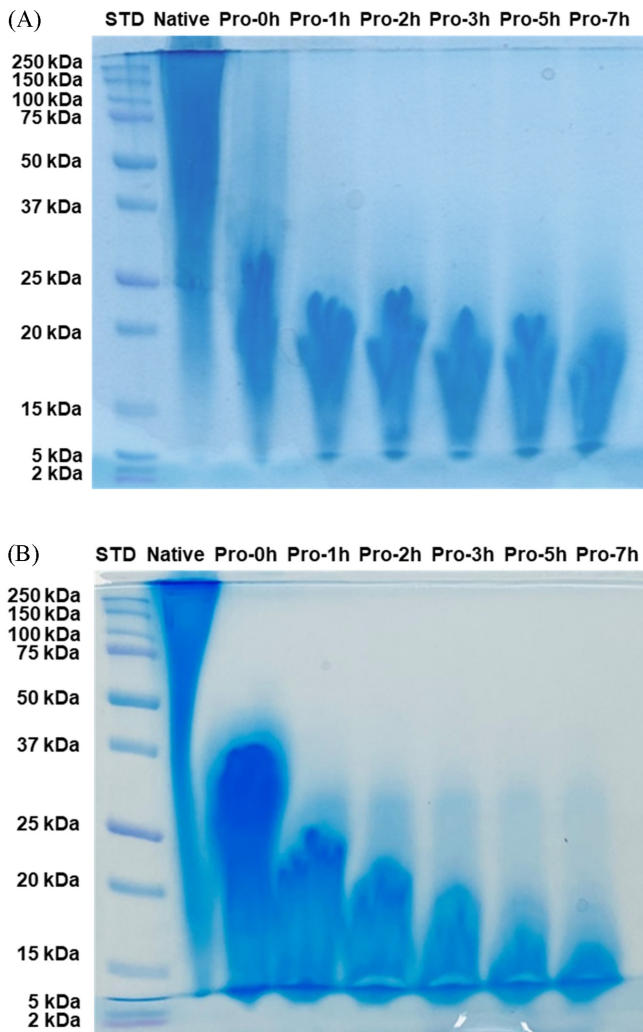 (A) STD Native Pro-0h Pro-1h Pro-2h Pro-3h Pro-5h Pro-7h
250 kDa
150 kDa
100 kDa
75 kDa
50 kDa
37 kDa
25 kDa
20 kDa
15 kDa
5 kDa
2 kDa
(B) STD Native Pro-0h Pro-1h Pro-2h Pro-3h Pro-5h Pro-7h
250 kDa
150 kDa
100 kDa
75 kDa
50 kDa
37 kDa
25 kDa
20 kDa
15 kDa
5 kDa
2 kDa